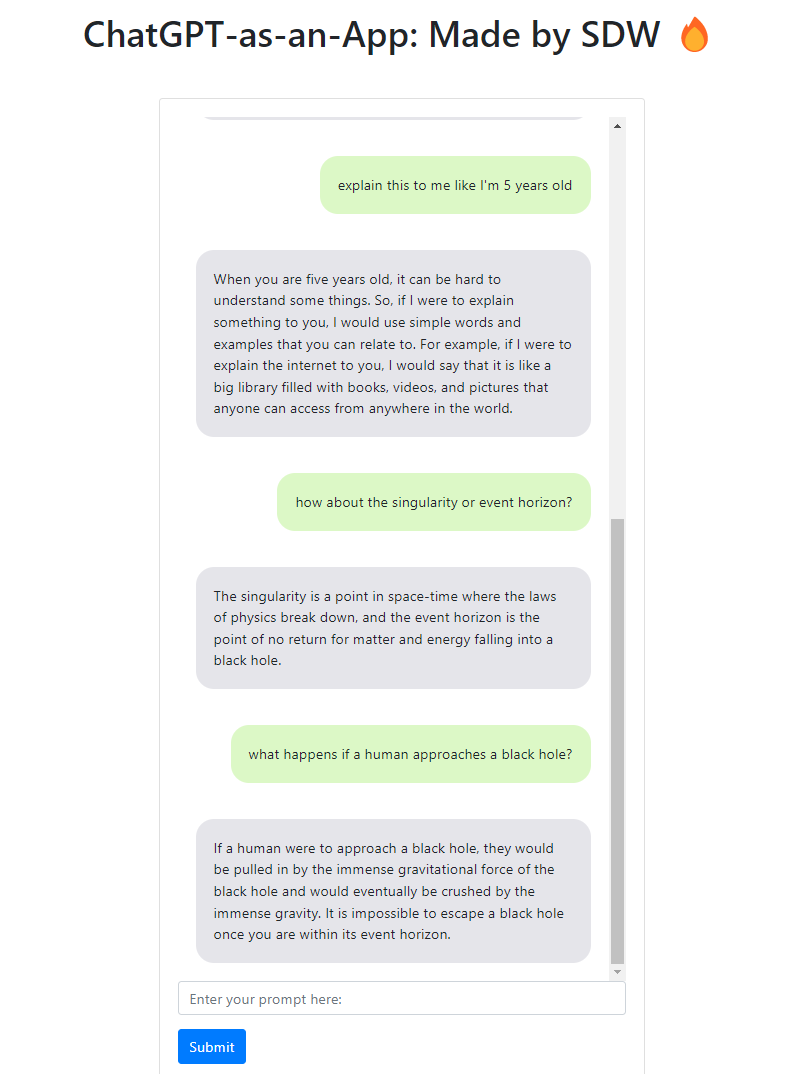 ChatGPT-as-an-App: Made by SDW 🔥
explain this to me like I'm 5 years old
When you are five years old, it can be hard to
understand some things. So, if I were to explain
something to you, I would use simple words and
examples that you can relate to. For example, if I were to
explain the internet to you, I would say that it is like a
big library filled with books, videos, and pictures that
anyone can access from anywhere in the world.
how about the singularity or event horizon?
The singularity is a point in space-time where the laws
of physics break down, and the event horizon is the
point of no return for matter and energy falling into a
black hole.
what happens if a human approaches a black hole?
If a human were to approach a black hole, they would
be pulled in by the immense gravitational force of the
black hole and would eventually be crushed by the
immense gravity. It is impossible to escape a black hole
once you are within its event horizon.
Enter your prompt here:
Submit